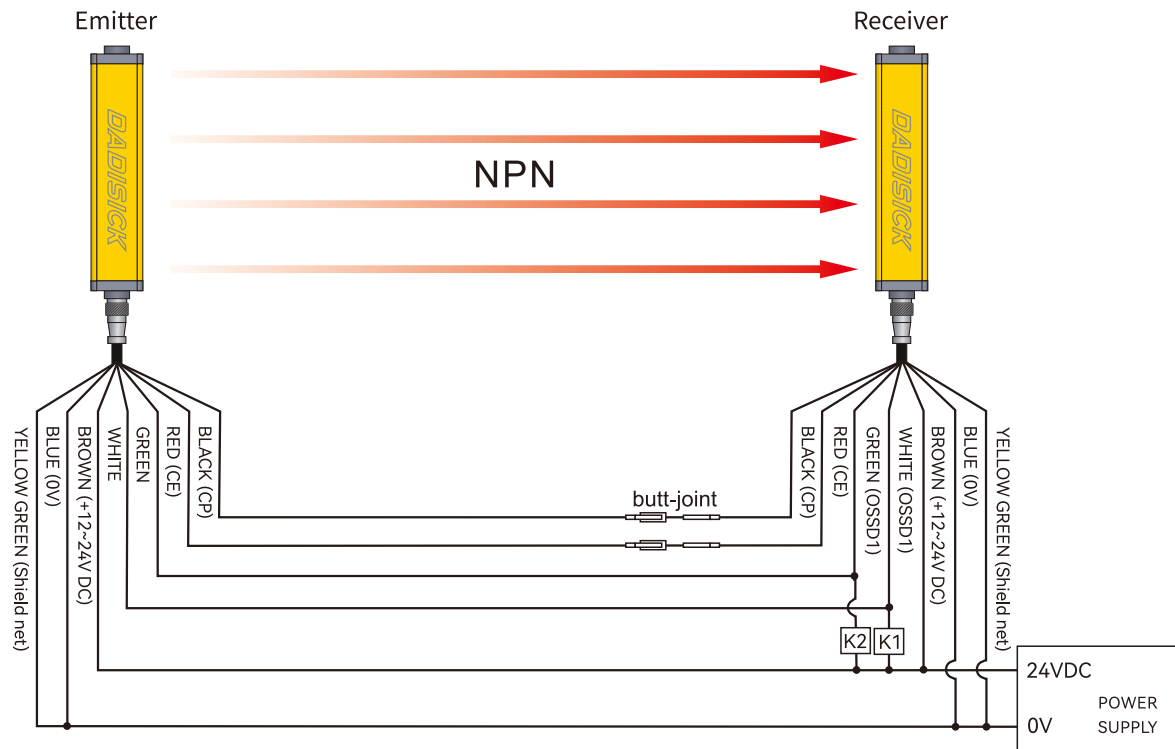 Emitter
Receiver
DADISICK
DADISICK
NPN
YELLOW GREEN (Shield net)
BLUE (0V)
BROWN (+12~24V DC)
WHITE
GREEN
RED (CE)
BLACK (CP)
butt-joint
BLACK (CP)
RED (CE)
GREEN (OSSD1)
WHITE (OSSD1)
BROWN (+12~24V DC)
BLUE (0V)
YELLOW GREEN (Shield net)
K2
K1
24VDC
POWER
0V
SUPPLY